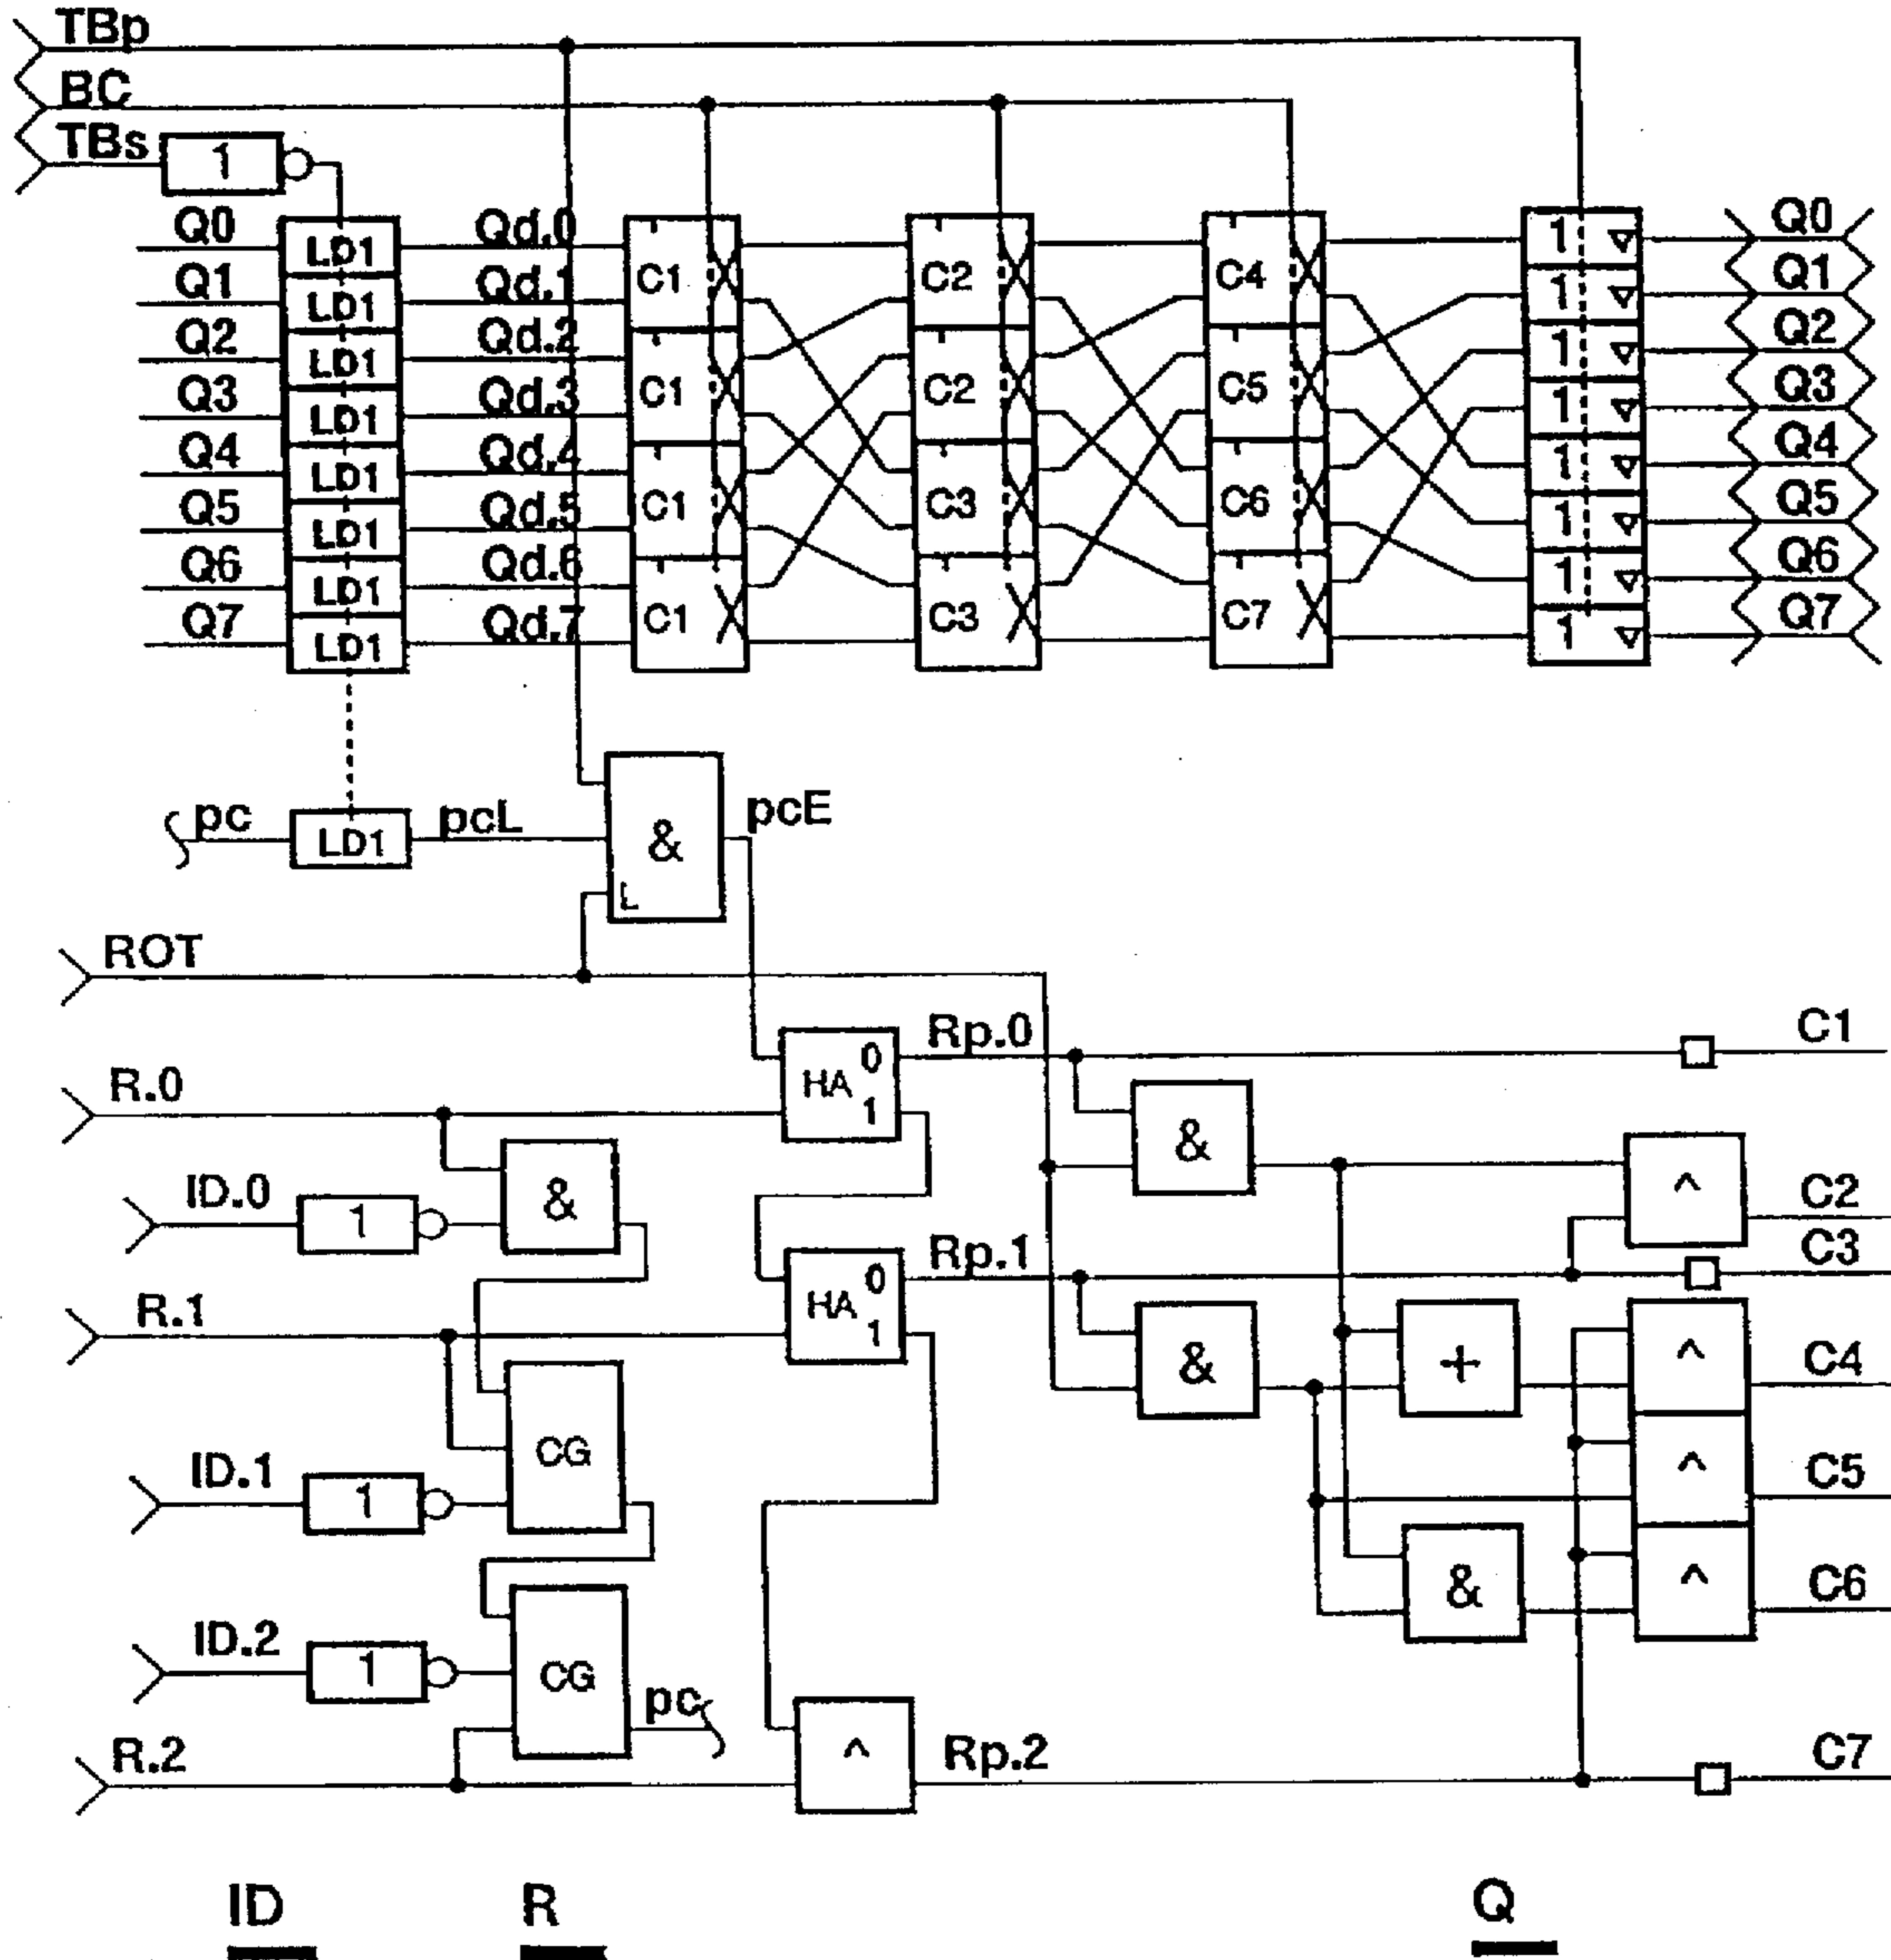 TBp
BC
TBs 1
Q0 LD1 Qd.0 C1 C2 C4 1 Q0
Q1 LD1 Qd.1 1 Q1
Q2 LD1 Qd.2 C1 C2 C5 1 Q2
Q3 LD1 Qd.3 1 Q3
Q4 LD1 Qd.4 C1 C3 C6 1 Q4
Q5 LD1 Qd.5 1 Q5
Q6 LD1 Qd.6 C1 C3 C7 1 Q6
Q7 LD1 Qd.7 1 Q7
pc LD1 pcL & L pcE
ROT
R.0 HA 0 1 Rp.0 C1
ID.0 1 & & ^ C2
R.1 HA 0 1 Rp.1 C3
& + ^ C4
ID.1 1 CG ^ C5
& ^ C6
ID.2 1 CG pc
R.2 ^ Rp.2 C7
ID R Q